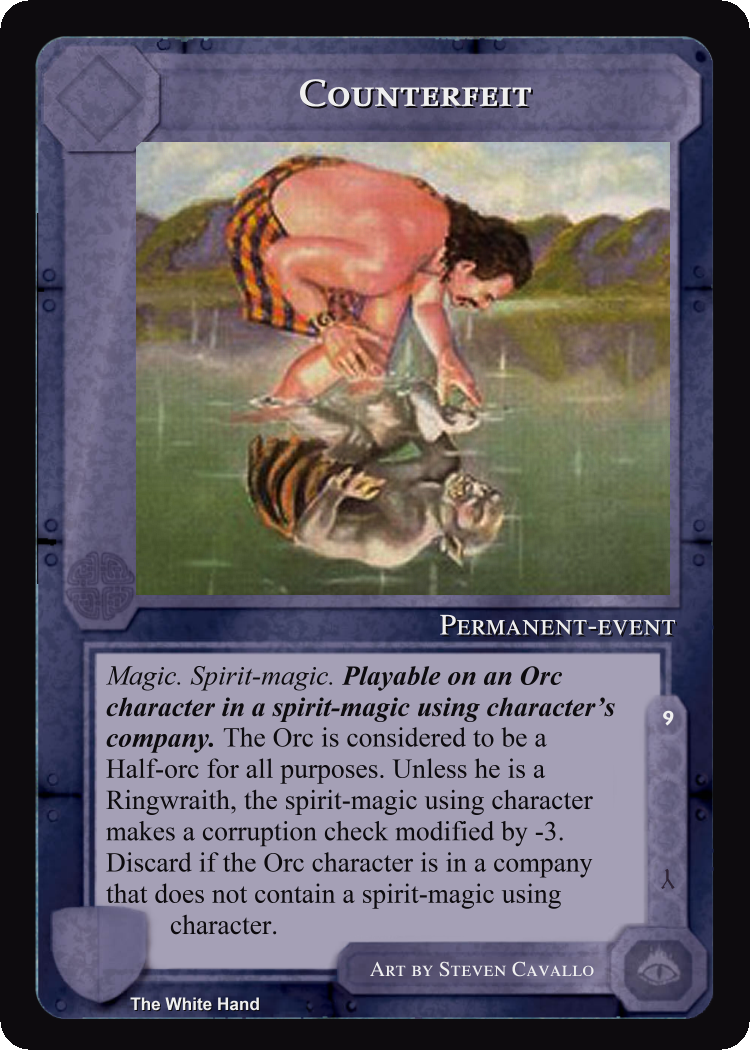 Counterfeit
Permanent-event
Magic. Spirit-magic. Playable on an Orc
character in a spirit-magic using character's
company. The Orc is considered to be a
Half-orc for all purposes. Unless he is a
Ringwraith, the spirit-magic using character
makes a corruption check modified by -3.
Discard if the Orc character is in a company
that does not contain a spirit-magic using
character.
9
Art by Steven Cavallo
The White Hand